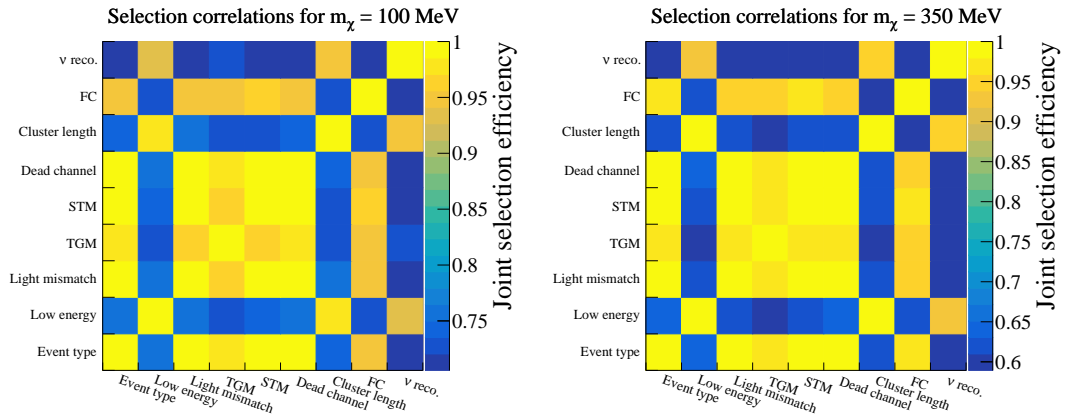 Selection correlations for mχ = 100 MeV
ν reco.
FC
Cluster length
Dead channel
STM
TGM
Light mismatch
Low energy
Event type
Event type
Low energy
Light mismatch
TGM
STM
Dead channel
Cluster length
FC
ν reco.
1
0.95
0.9
0.85
0.8
0.75
Joint selection efficiency
Selection correlations for mχ = 350 MeV
ν reco.
FC
Cluster length
Dead channel
STM
TGM
Light mismatch
Low energy
Event type
Event type
Low energy
Light mismatch
TGM
STM
Dead channel
Cluster length
FC
ν reco.
1
0.95
0.9
0.85
0.8
0.75
0.7
0.65
0.6
Joint selection efficiency